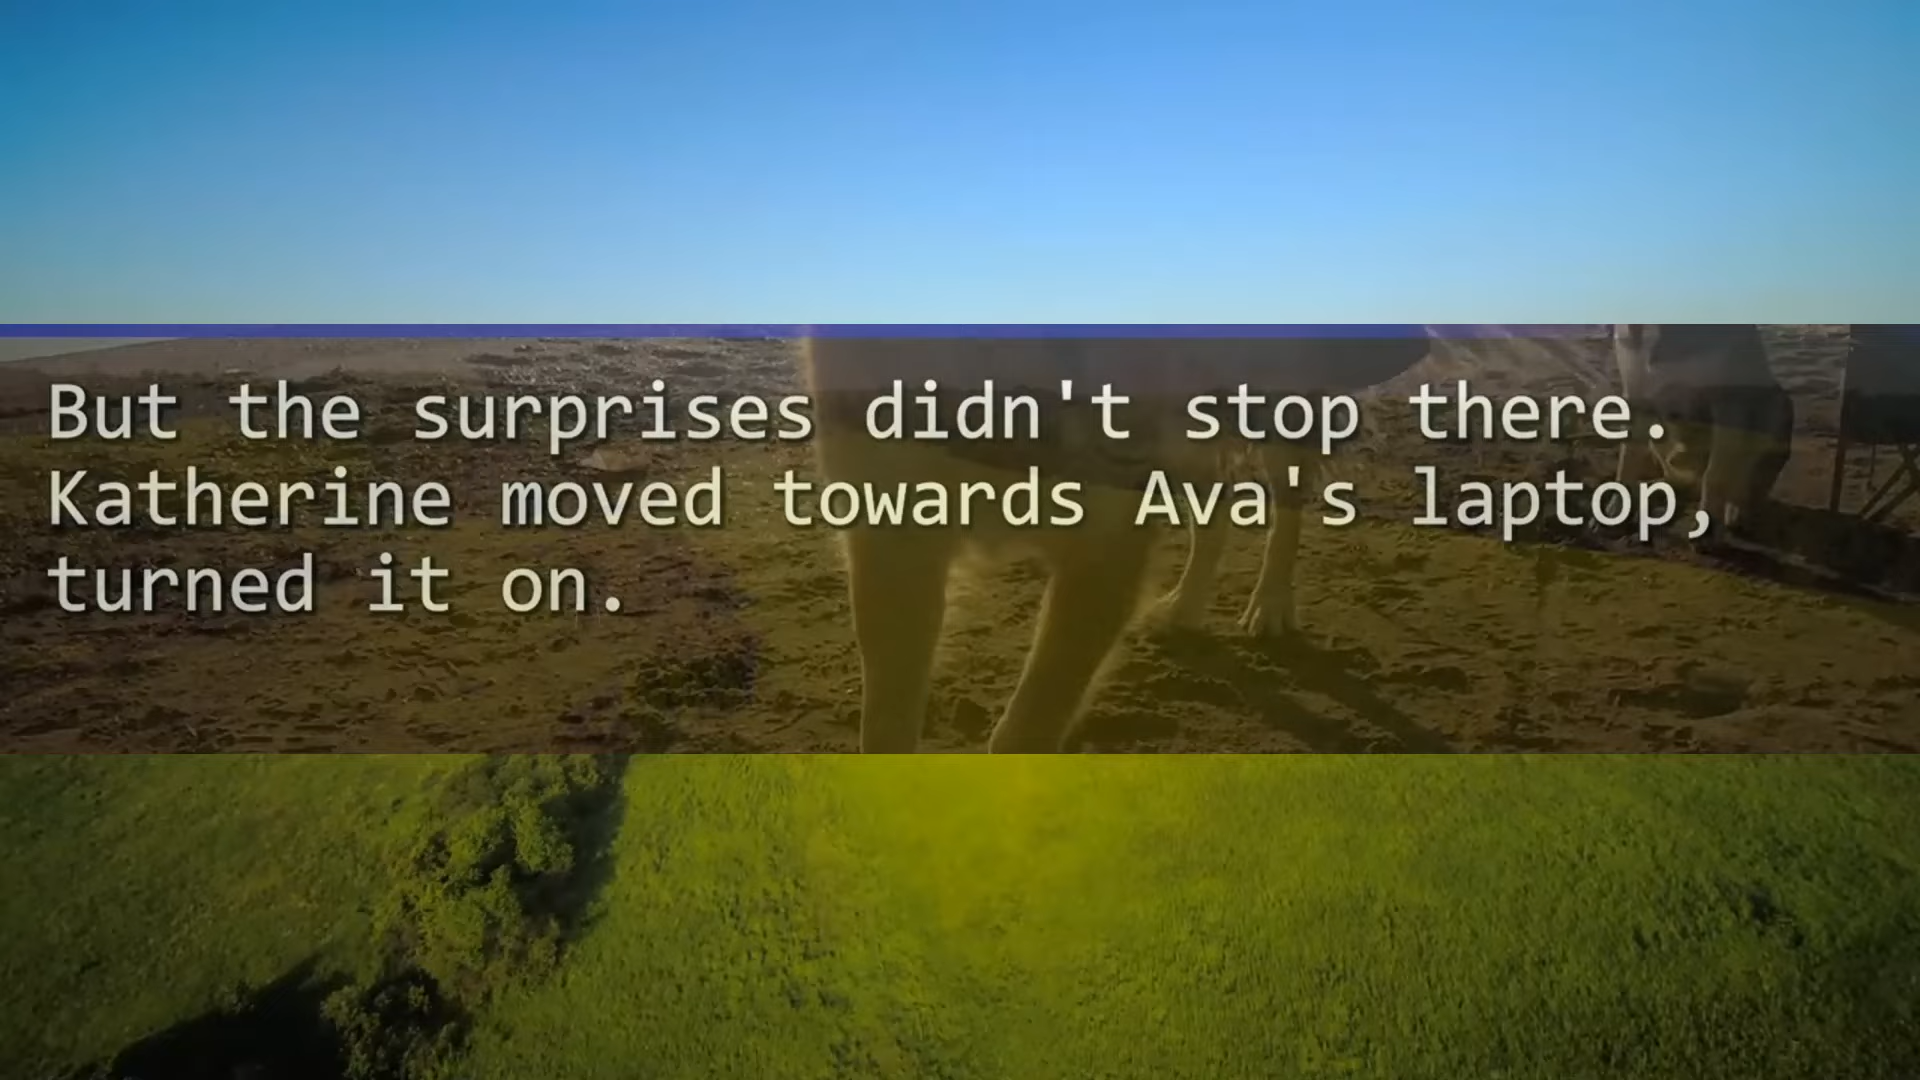 But the surprises didn't stop there.
Katherine moved towards Ava's laptop,
turned it on.